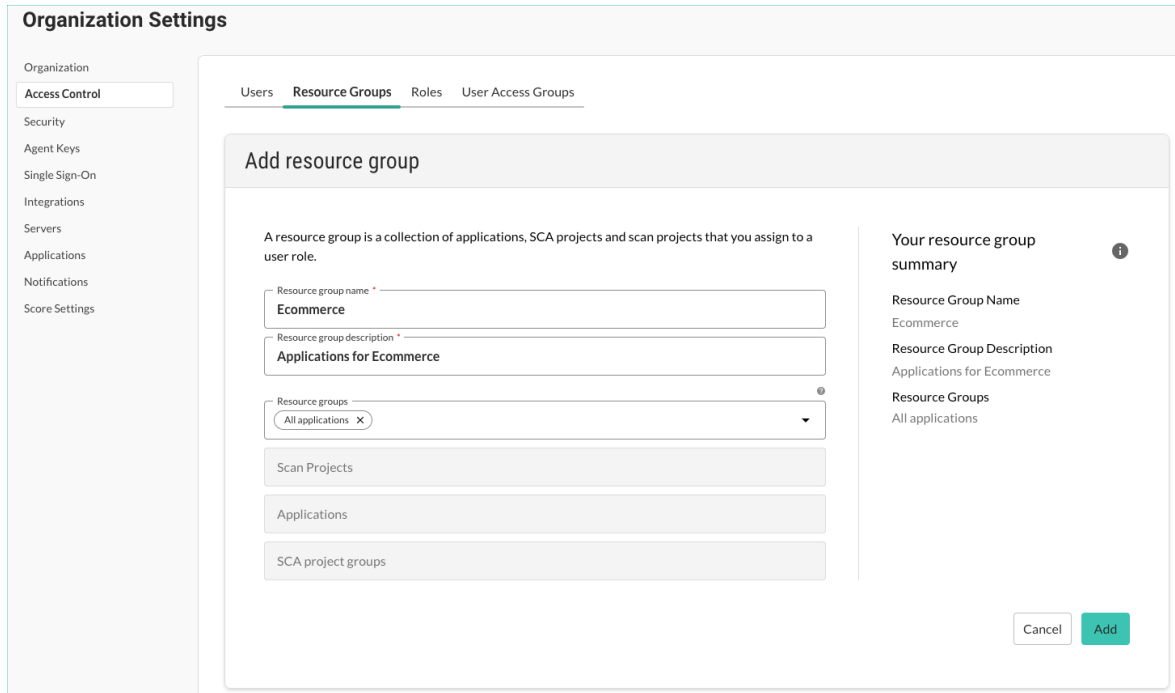 Organization Settings
Organization
Access Control
Security
Agent Keys
Single Sign-On
Integrations
Servers
Applications
Notifications
Score Settings
Users Resource Groups Roles User Access Groups
Add resource group
A resource group is a collection of applications, SCA projects and scan projects that you assign to a
user role.
Resource group name *
Ecommerce
Resource group description *
Applications for Ecommerce
Resource groups
All applications
Scan Projects
Applications
SCA project groups
Your resource group
summary
Resource Group Name
Ecommerce
Resource Group Description
Applications for Ecommerce
Resource Groups
All applications
Cancel Add